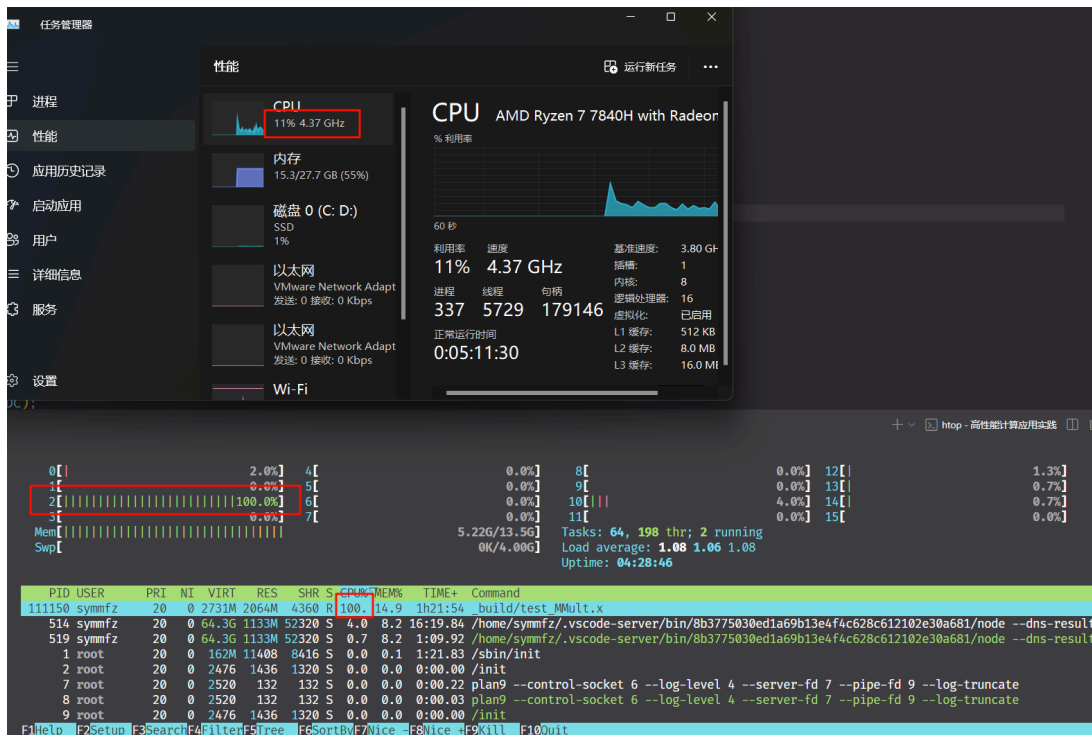 任务管理器
性能
运行新任务
进程
性能
应用历史记录
启动应用
用户
详细信息
服务
设置
CPU
11% 4.37 GHz
内存
15.3/27.7 GB (55%)
磁盘 0 (C: D:)
SSD
1%
以太网
VMware Network Adapt
发送: 0 接收: 0 Kbps
以太网
VMware Network Adapt
发送: 0 接收: 0 Kbps
Wi-Fi
CPU AMD Ryzen 7 7840H with Radeon
% 利用率
60 秒
利用率 速度
11% 4.37 GHz
进程 线程 句柄
337 5729 179146
正常运行时间
0:05:11:30
基准速度: 3.80 GH
插槽: 1
内核: 8
逻辑处理器: 16
虚拟化: 已启用
L1 缓存: 512 KB
L2 缓存: 8.0 MB
L3 缓存: 16.0 ME
htop - 高性能计算应用实践
0[| 2.0%] 4[ 0.0%] 8[ 0.0%] 12[| 1.3%]
1[ 0.0%] 5[ 0.0%] 9[ 0.0%] 13[| 0.7%]
2[||||||||||||||||||||||||||100.0%] 6[ 0.0%] 10[||| 4.0%] 14[| 0.7%]
3[ 0.0%] 7[ 0.0%] 11[ 0.0%] 15[ 0.0%]
Mem[||||||||||||||||||||||||||||||| 5.22G/13.5G] Tasks: 64, 198 thr; 2 running
Swp[ 0K/4.00G] Load average: 1.08 1.06 1.08
Uptime: 04:28:46
PID USER PRI NI VIRT RES SHR S CPU% MEM% TIME+ Command
111150 symmfz 20 0 2731M 2064M 4360 R 100. 14.9 1h21:54 _build/test_MMult.x
514 symmfz 20 0 64.3G 1133M 52320 S 4.0 8.2 16:19.84 /home/symmfz/.vscode-server/bin/8b3775030ed1a69b13e4f4c628c612102e30a681/node --dns-result
519 symmfz 20 0 64.3G 1133M 52320 S 0.7 8.2 1:09.92 /home/symmfz/.vscode-server/bin/8b3775030ed1a69b13e4f4c628c612102e30a681/node --dns-result
1 root 20 0 162M 11408 8416 S 0.0 0.1 1:21.83 /sbin/init
2 root 20 0 2476 1436 1320 S 0.0 0.0 0:00.00 /init
7 root 20 0 2520 132 132 S 0.0 0.0 0:00.22 plan9 --control-socket 6 --log-level 4 --server-fd 7 --pipe-fd 9 --log-truncate
8 root 20 0 2520 132 132 S 0.0 0.0 0:00.03 plan9 --control-socket 6 --log-level 4 --server-fd 7 --pipe-fd 9 --log-truncate
9 root 20 0 2476 1436 1320 S 0.0 0.0 0:00.00 /init
F1Help F2Setup F3SearchF4FilterF5Tree F6SortByF7Nice -F8Nice +F9Kill F10Quit